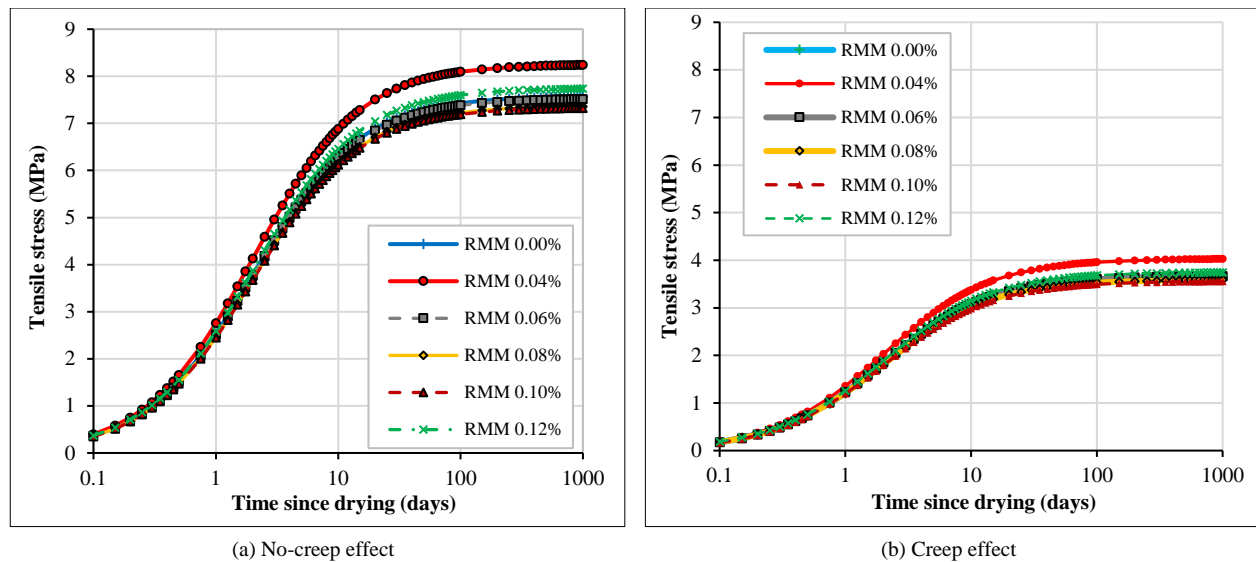 9
8
7
6
5
4
3
2
1
0
Tensile stress (MPa)
RMM 0.00%
RMM 0.04%
RMM 0.06%
RMM 0.08%
RMM 0.10%
RMM 0.12%
0.1 1 10 100 1000
Time since drying (days)
(a) No-creep effect
9
8
7
6
5
4
3
2
1
0
Tensile stress (MPa)
RMM 0.00%
RMM 0.04%
RMM 0.06%
RMM 0.08%
RMM 0.10%
RMM 0.12%
0.1 1 10 100 1000
Time since drying (days)
(b) Creep effect